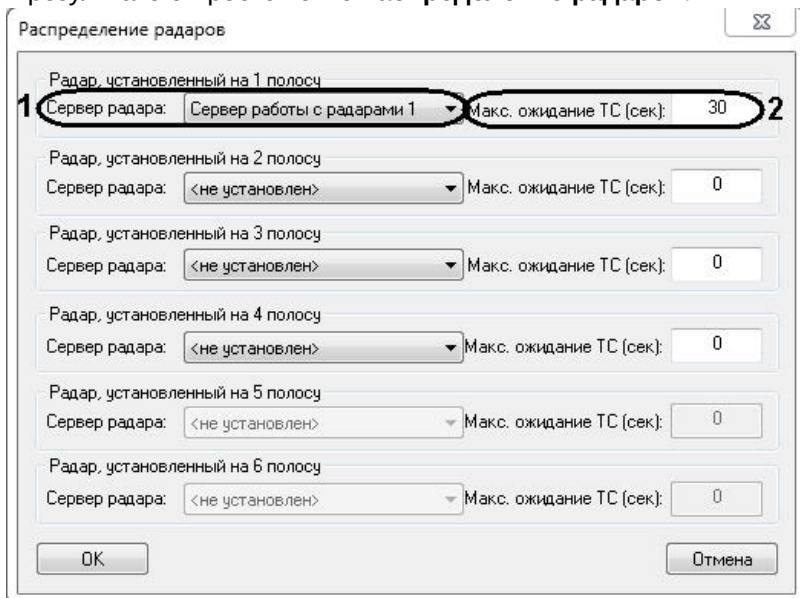 Распределение радаров
Радар, установленный на 1 полосу
1 Сервер радара: Сервер работы с радарами 1 Макс. ожидание ТС (сек): 30 2
Радар, установленный на 2 полосу
Сервер радара: <не установлен> Макс. ожидание ТС (сек): 0
Радар, установленный на 3 полосу
Сервер радара: <не установлен> Макс. ожидание ТС (сек): 0
Радар, установленный на 4 полосу
Сервер радара: <не установлен> Макс. ожидание ТС (сек): 0
Радар, установленный на 5 полосу
Сервер радара: <не установлен> Макс. ожидание ТС (сек): 0
Радар, установленный на 6 полосу
Сервер радара: <не установлен> Макс. ожидание ТС (сек): 0
OK Отмена